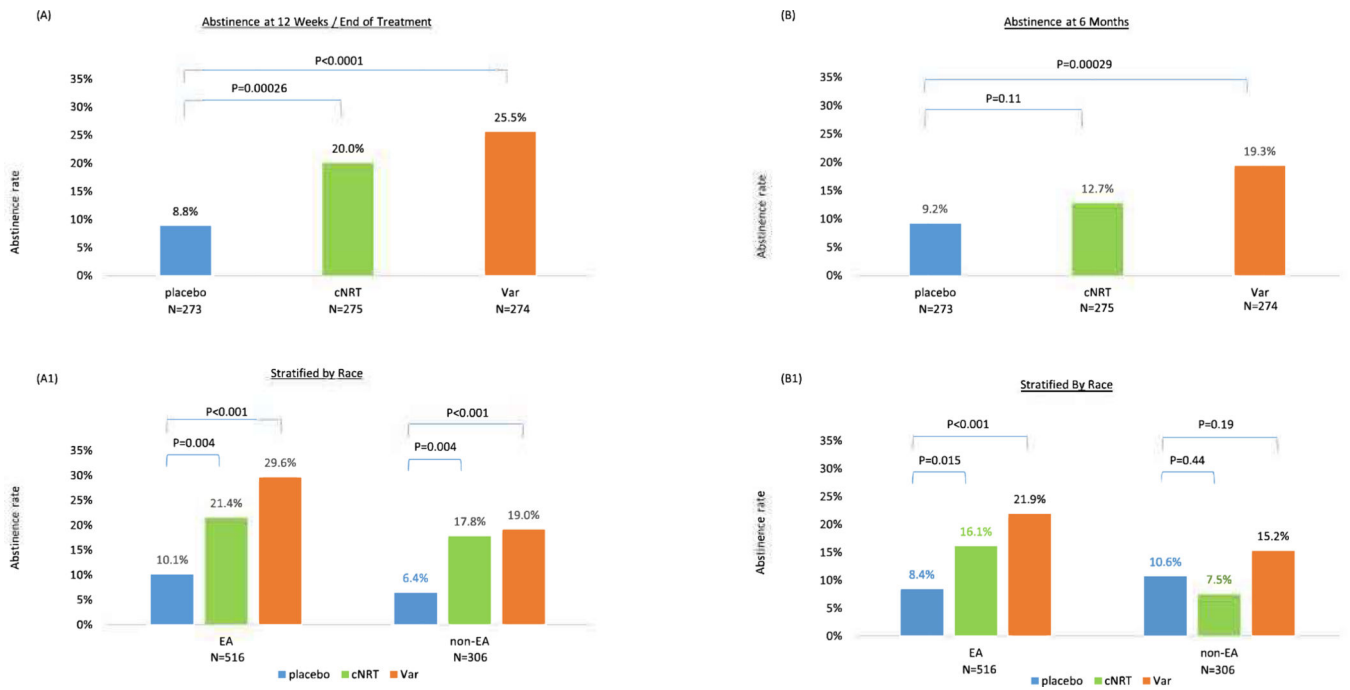 (A)
Abstinence at 12 Weeks / End of Treatment
P<0.0001
P=0.00026
35%
30%
25%
20%
15%
10%
5%
0%
Abstinence rate
8.8%
20.0%
25.5%
placebo
N=273
cNRT
N=275
Var
N=274
(B)
Abstinence at 6 Months
P=0.00029
P=0.11
35%
30%
25%
20%
15%
10%
5%
0%
Abstinence rate
9.2%
12.7%
19.3%
placebo
N=273
cNRT
N=275
Var
N=274
(A1)
Stratified by Race
P<0.001
P<0.001
P=0.004
P=0.004
35%
30%
25%
20%
15%
10%
5%
0%
Abstinence rate
10.1%
21.4%
29.6%
6.4%
17.8%
19.0%
EA
N=516
non-EA
N=306
placebo cNRT Var
(B1)
Stratified By Race
P<0.001
P=0.19
P=0.015
P=0.44
35%
30%
25%
20%
15%
10%
5%
0%
Abstinence rate
8.4%
16.1%
21.9%
10.6%
7.5%
15.2%
EA
N=516
non-EA
N=306
placebo cNRT Var